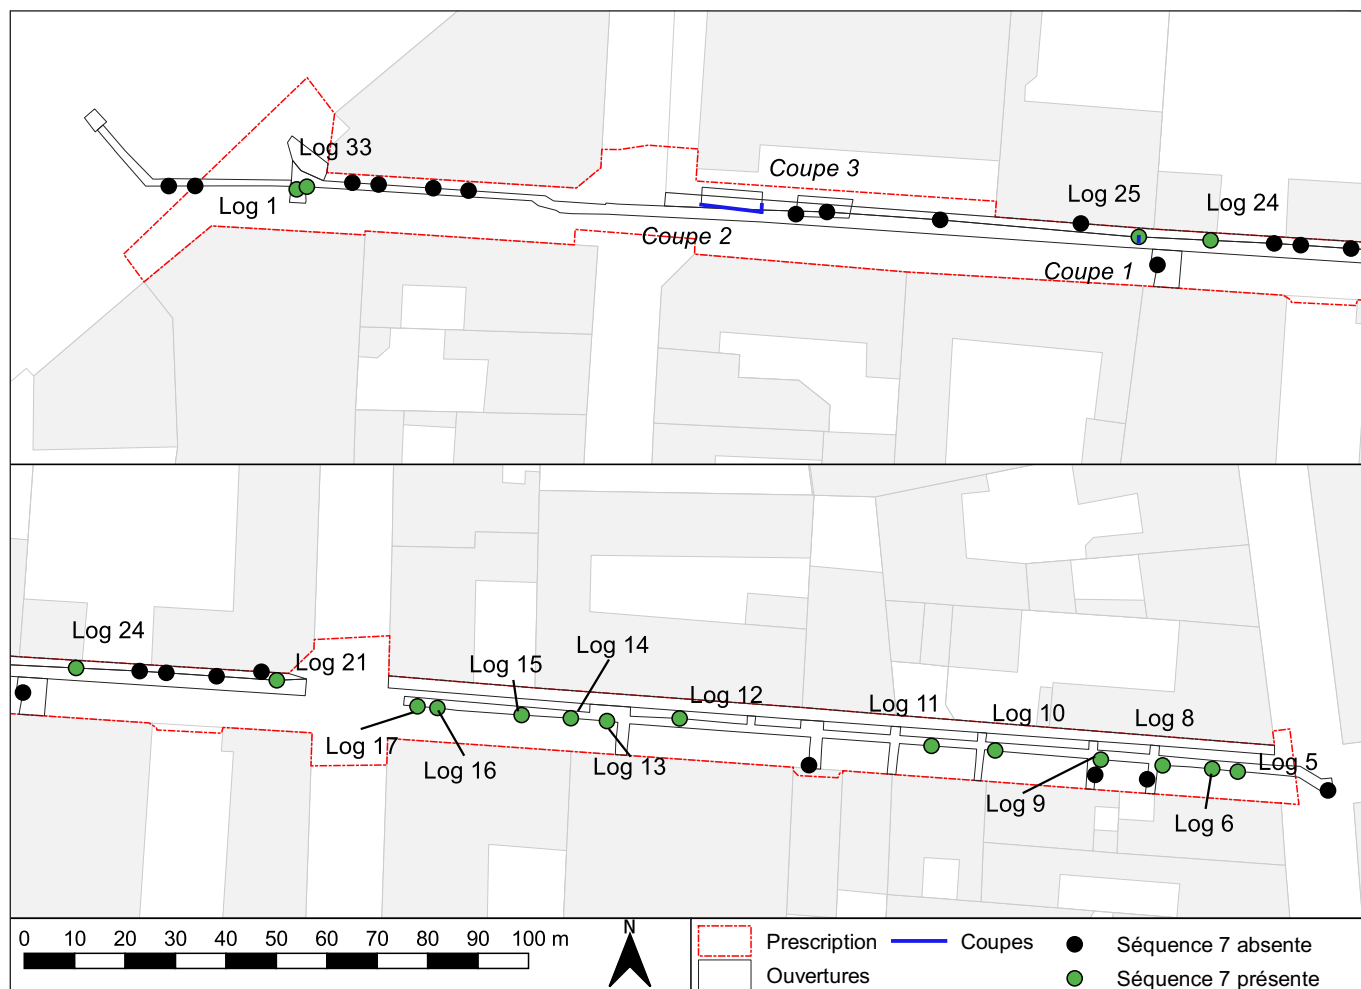 Log 33
Log 1
Coupe 3
Coupe 2
Log 25
Log 24
Coupe 1
Log 24
Log 21
Log 14
Log 15
Log 12
Log 11
Log 10
Log 8
Log 17
Log 16
Log 13
Log 5
Log 9
Log 6
0 10 20 30 40 50 60 70 80 90 100 m
N
Prescription
Coupes
Séquence 7 absente
Ouvertures
Séquence 7 présente